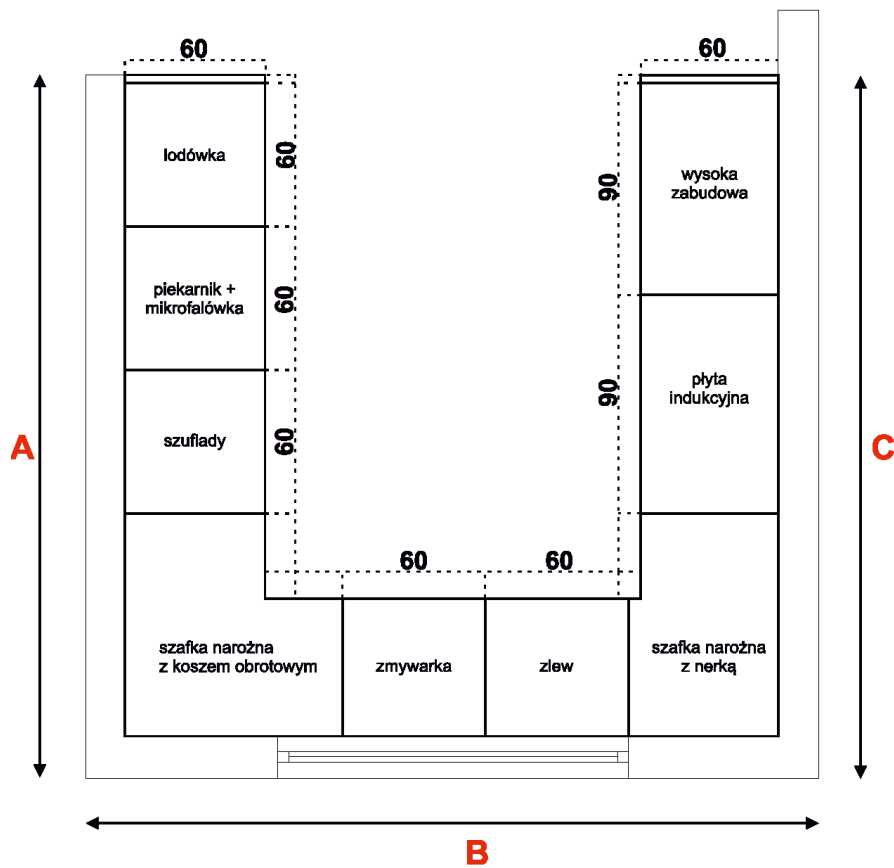 60
60
lodówka
60
wysoka
zabudowa
90
piekarnik +
mikrofalówka
60
płyta
indukcyjna
90
szuflady
60
A
C
60
60
szafka narożna
z koszem obrotowym
zmywarka
zlew
szafka narożna
z nerką
B